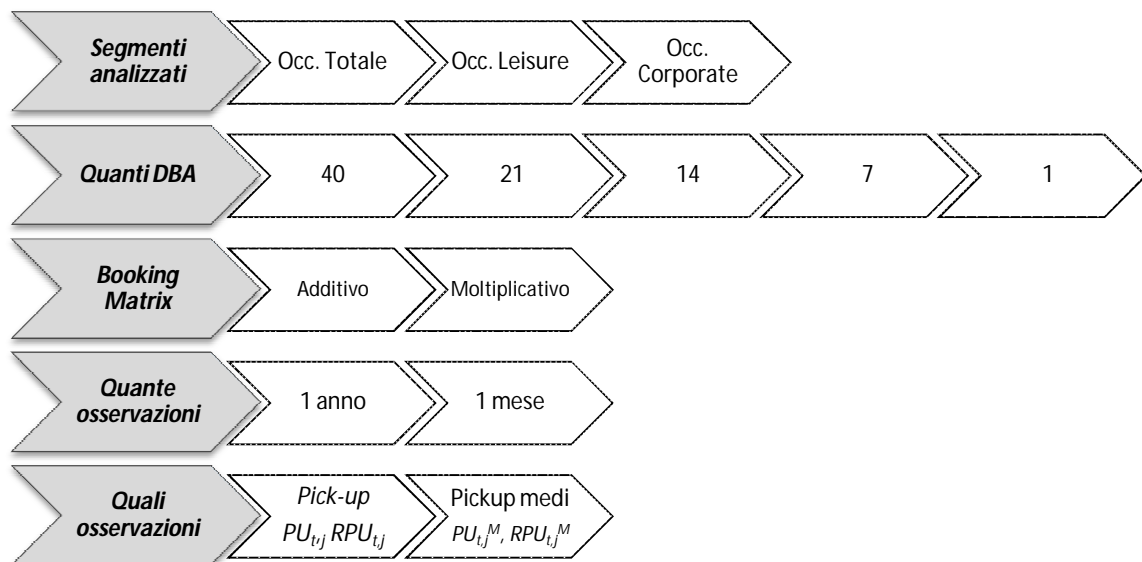 Segmenti
analizzati
Occ. Totale
Occ. Leisure
Occ.
Corporate
Quanti DBA
40
21
14
7
1
Booking
Matrix
Additivo
Moltiplicativo
Quante
osservazioni
1 anno
1 mese
Quali
osservazioni
Pick-up
PUt,j RPUt,j
Pickup medi
PUt,jM, RPUt,jM